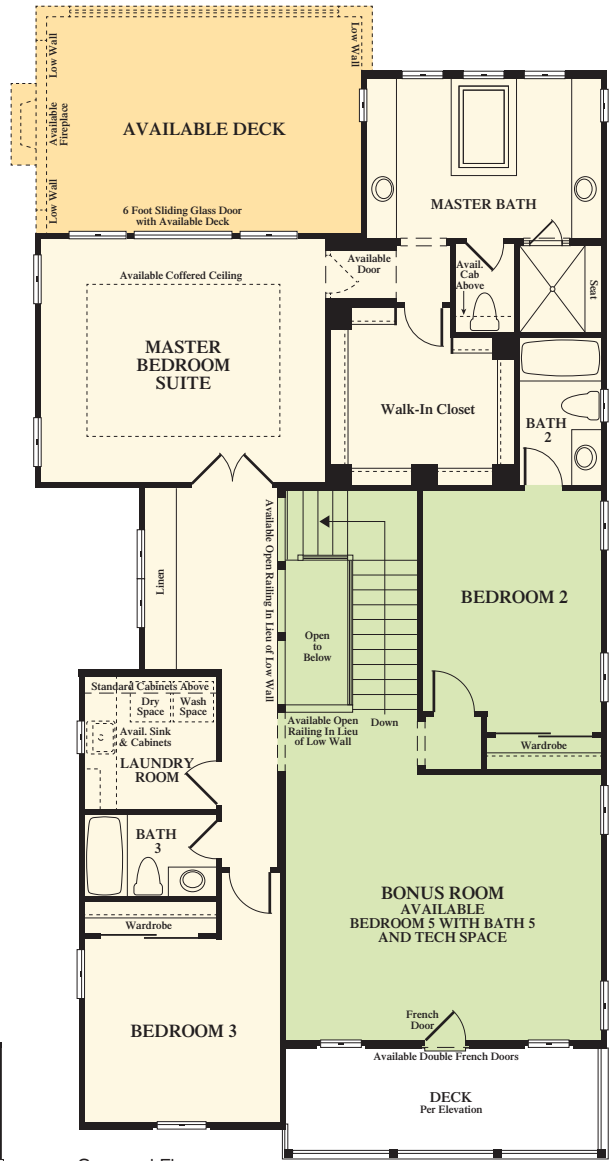 Low Wall
Low Wall
Available
Fireplace
AVAILABLE DECK
Low Wall
6 Foot Sliding Glass Door
with Available Deck
MASTER BATH
Available
Door
Avail.
Cab
Above
Seat
Available Coffered Ceiling
MASTER
BEDROOM
SUITE
Walk-In Closet
BATH
2
Linen
Available Open Railing In Lieu of Low Wall
Open
to
Below
BEDROOM 2
Available Open
Railing In Lieu
of Low Wall
Down
Wardrobe
Standard Cabinets Above
Dry
Space
Wash
Space
Avail. Sink
& Cabinets
LAUNDRY
ROOM
BATH
3
Wardrobe
BONUS ROOM
AVAILABLE
BEDROOM 5 WITH BATH 5
AND TECH SPACE
BEDROOM 3
French
Door
Available Double French Doors
DECK
Per Elevation